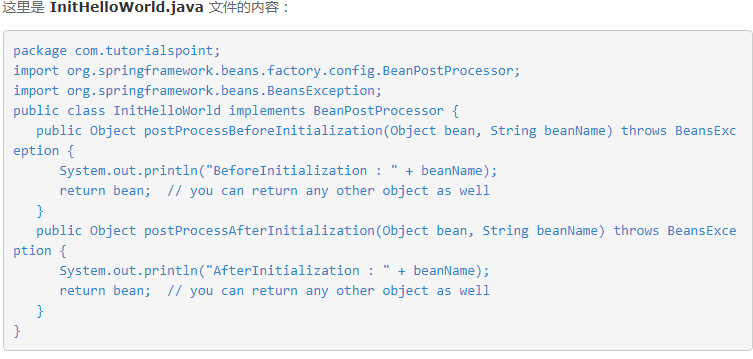 这里是 InitHelloWorld.java 文件的内容：
package com.tutorialspoint;
import org.springframework.beans.factory.config.BeanPostProcessor;
import org.springframework.beans.BeansException;
public class InitHelloWorld implements BeanPostProcessor {
   public Object postProcessBeforeInitialization(Object bean, String beanName) throws BeansExc
eption {
      System.out.println("BeforeInitialization : " + beanName);
      return bean;  // you can return any other object as well
   }
   public Object postProcessAfterInitialization(Object bean, String beanName) throws BeansExce
ption {
      System.out.println("AfterInitialization : " + beanName);
      return bean;  // you can return any other object as well
   }
}